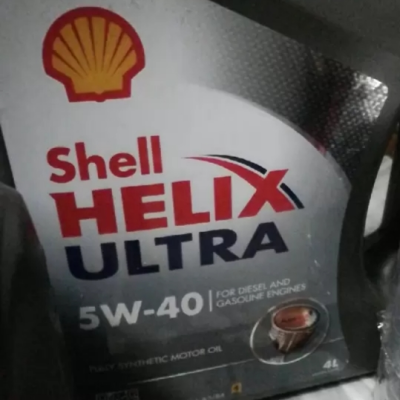 Shell
HELIX
ULTRA
5W-40
FOR DIESEL AND
GASOLINE ENGINES
FULLY SYNTHETIC MOTOR OIL
4L